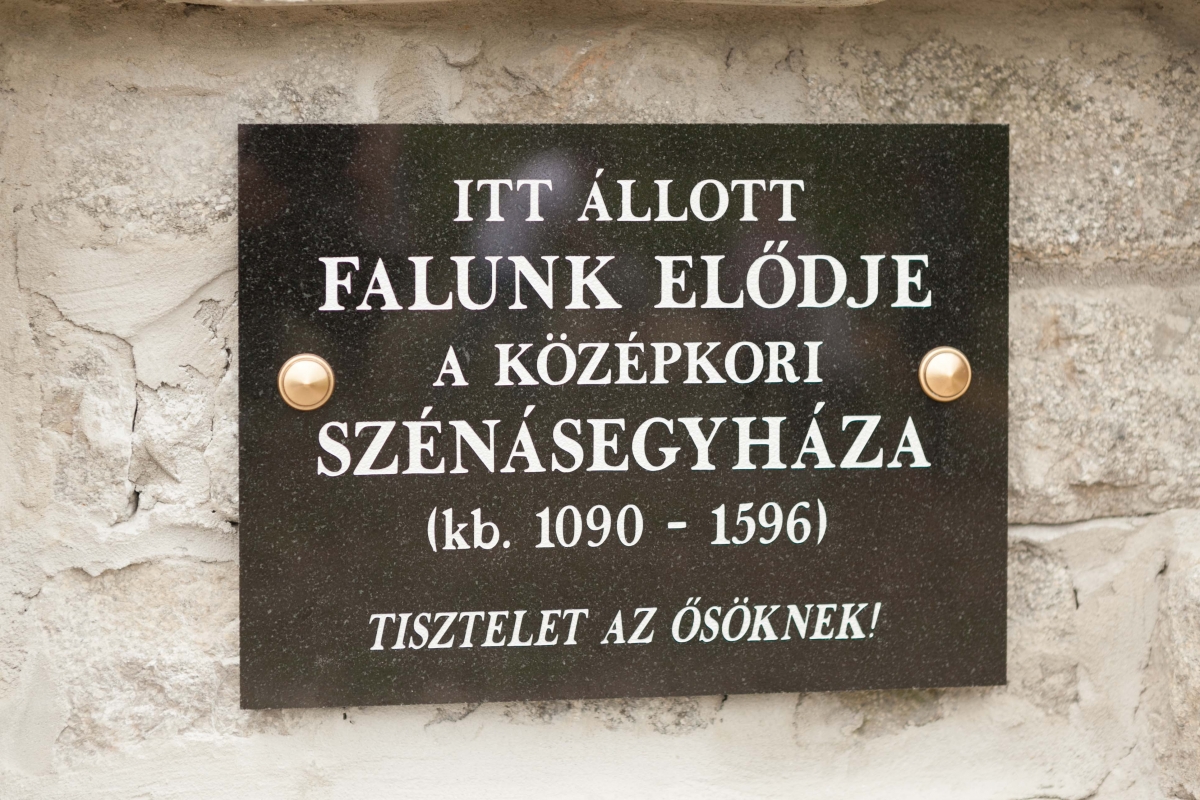 ITT ÁLLOTT
FALUNK ELŐDJE
A KÖZÉPKORI
SZÉNÁSEGYHÁZA
(kb. 1090 - 1596)
TISZTELET AZ ŐSÖKNEK!